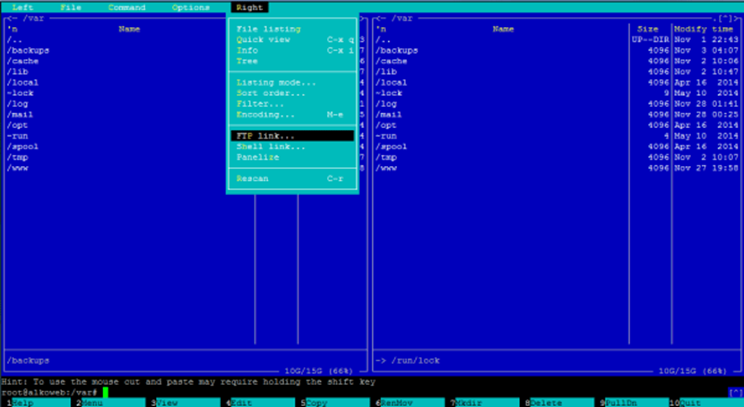 Left File Command Options Right
<- /var
'n Name
/..
/backups
/cache
/lib
/local
~lock
/log
/mail
/opt
~run
/spool
/tmp
/www
File listing
Quick view C-x q
Info C-x i
Tree
Listing mode...
Sort order...
Filter...
Encoding... M-e
FTP link...
Shell link...
Panelize
Rescan C-r
<- /var .[^]>
'n Name Size Modify time
/.. UP--DIR Nov 1 22:43
/backups 4096 Nov 3 04:07
/cache 4096 Nov 2 10:06
/lib 4096 Nov 2 10:47
/local 4096 Apr 16 2014
~lock 9 May 10 2014
/log 4096 Nov 28 01:41
/mail 4096 Nov 28 00:25
/opt 4096 Apr 16 2014
~run 4 May 10 2014
/spool 4096 Apr 16 2014
/tmp 4096 Nov 2 10:07
/www 4096 Nov 27 19:58
/backups
10G/15G (66%)
-> /run/lock
10G/15G (66%)
Hint: To use the mouse cut and paste may require holding the shift key
root@alkoweb:/var# [^]
1Help 2Menu 3View 4Edit 5Copy 6RenMov 7Mkdir 8Delete 9PullDn 10Quit